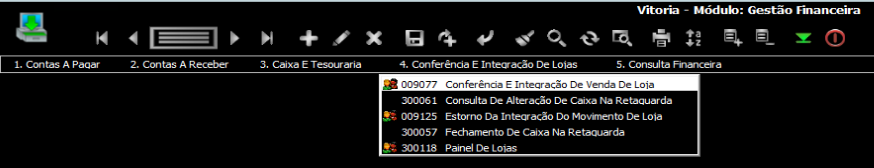 Vitoria - Módulo: Gestão Financeira
1. Contas A Pagar 2. Contas A Receber 3. Caixa E Tesouraria 4. Conferência E Integração De Lojas 5. Consulta Financeira
009077 Conferência E Integração De Venda De Loja
300061 Consulta De Alteração De Caixa Na Retaguarda
009125 Estorno Da Integração Do Movimento De Loja
300057 Fechamento De Caixa Na Retaguarda
300118 Painel De Lojas